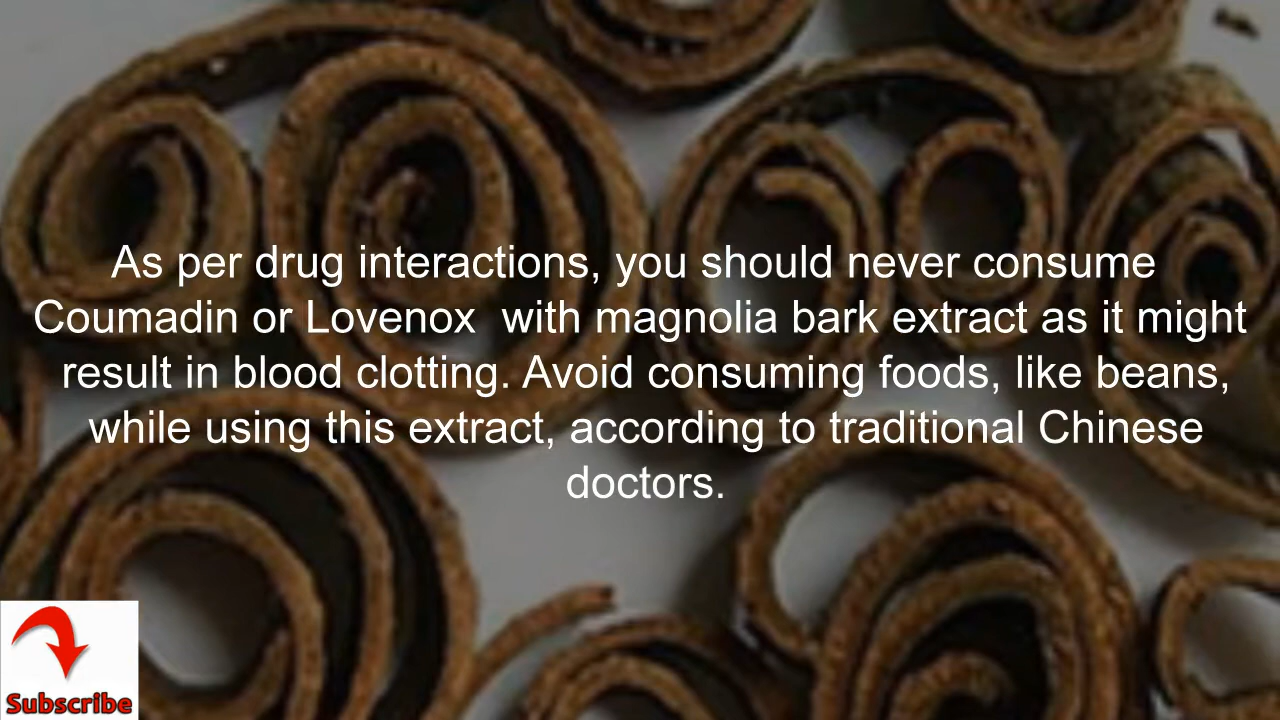 As per drug interactions, you should never consume
Coumadin or Lovenox  with magnolia bark extract as it might
result in blood clotting. Avoid consuming foods, like beans,
while using this extract, according to traditional Chinese
doctors.
Subscribe